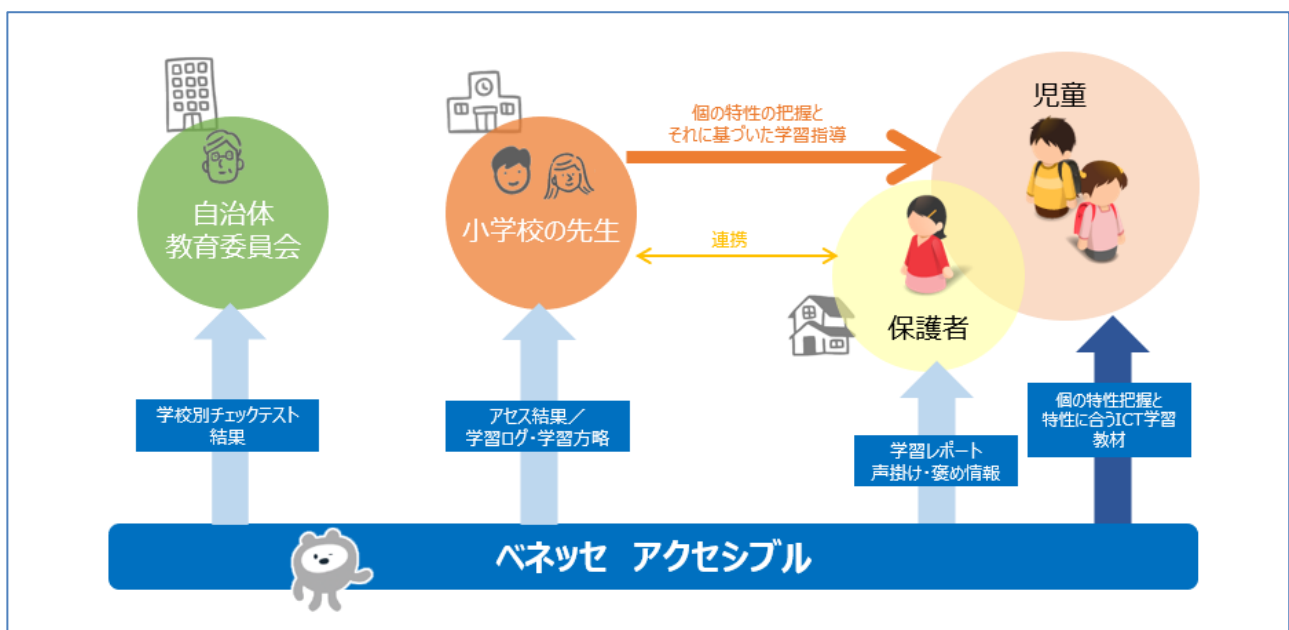 児童
個の特性の把握と
それに基づいた学習指導
自治体
教育委員会
小学校の先生
連携
保護者
学校別チェックテスト
結果
アセス結果／
学習ログ・学習方略
学習レポート
声掛け・褒め情報
個の特性把握と
特性に合うICT学習
教材
ベネッセ アクセシブル